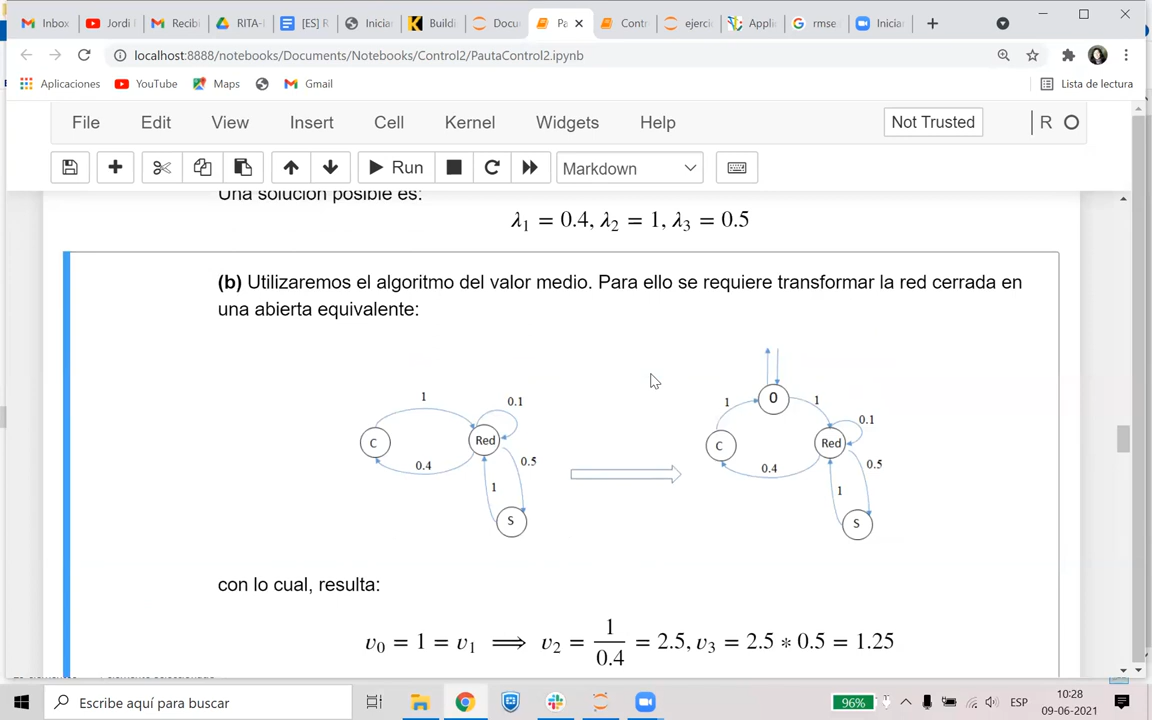 Inbox Jordi Recibi RITA- [ES] R Inicia Buildi Docu Pa Contr ejerci Applie rmse Inicia
localhost:8888/notebooks/Documents/Notebooks/Control2/PautaControl2.ipynb
Aplicaciones YouTube Maps Gmail Lista de lectura
File Edit View Insert Cell Kernel Widgets Help Not Trusted R
Run Markdown
Una solución posible es:
λ₁ = 0.4, λ₂ = 1, λ₃ = 0.5
(b) Utilizaremos el algoritmo del valor medio. Para ello se requiere transformar la red cerrada en
una abierta equivalente:
1 0.1 C Red 0.4 0.5 1 S
0 1 1 0.1 C Red 0.4 0.5 1 S
con lo cual, resulta:
v₀ = 1 = v₁ ⟹ v₂ = 1/0.4 = 2.5, v₃ = 2.5 * 0.5 = 1.25
Escribe aquí para buscar 96% ESP 10:28
09-06-2021